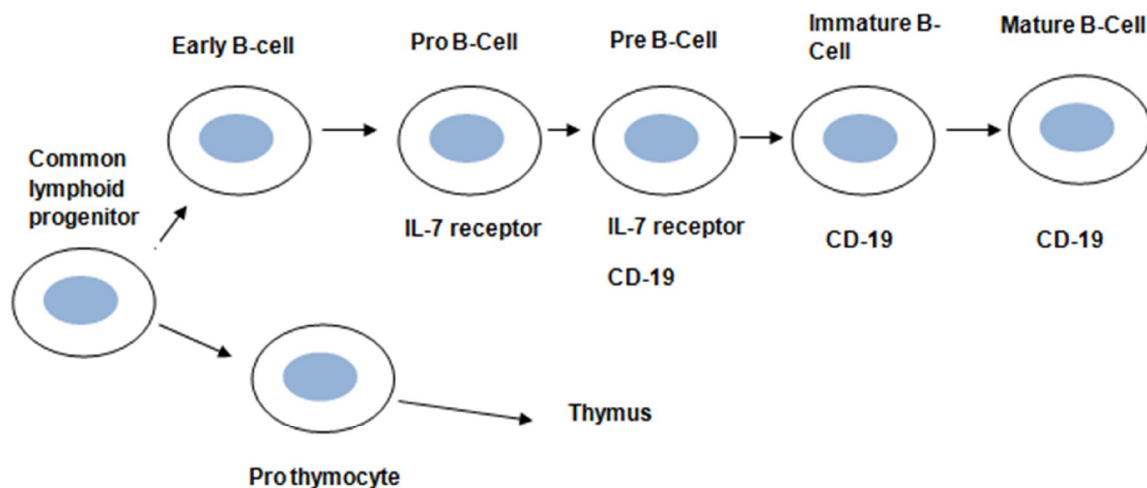 Early B-cell
Pro B-Cell
Pre B-Cell
Immature B-
Cell
Mature B-Cell
Common
lymphoid
progenitor
IL-7 receptor
IL-7 receptor
CD-19
CD-19
CD-19
Thymus
Pro thymocyte